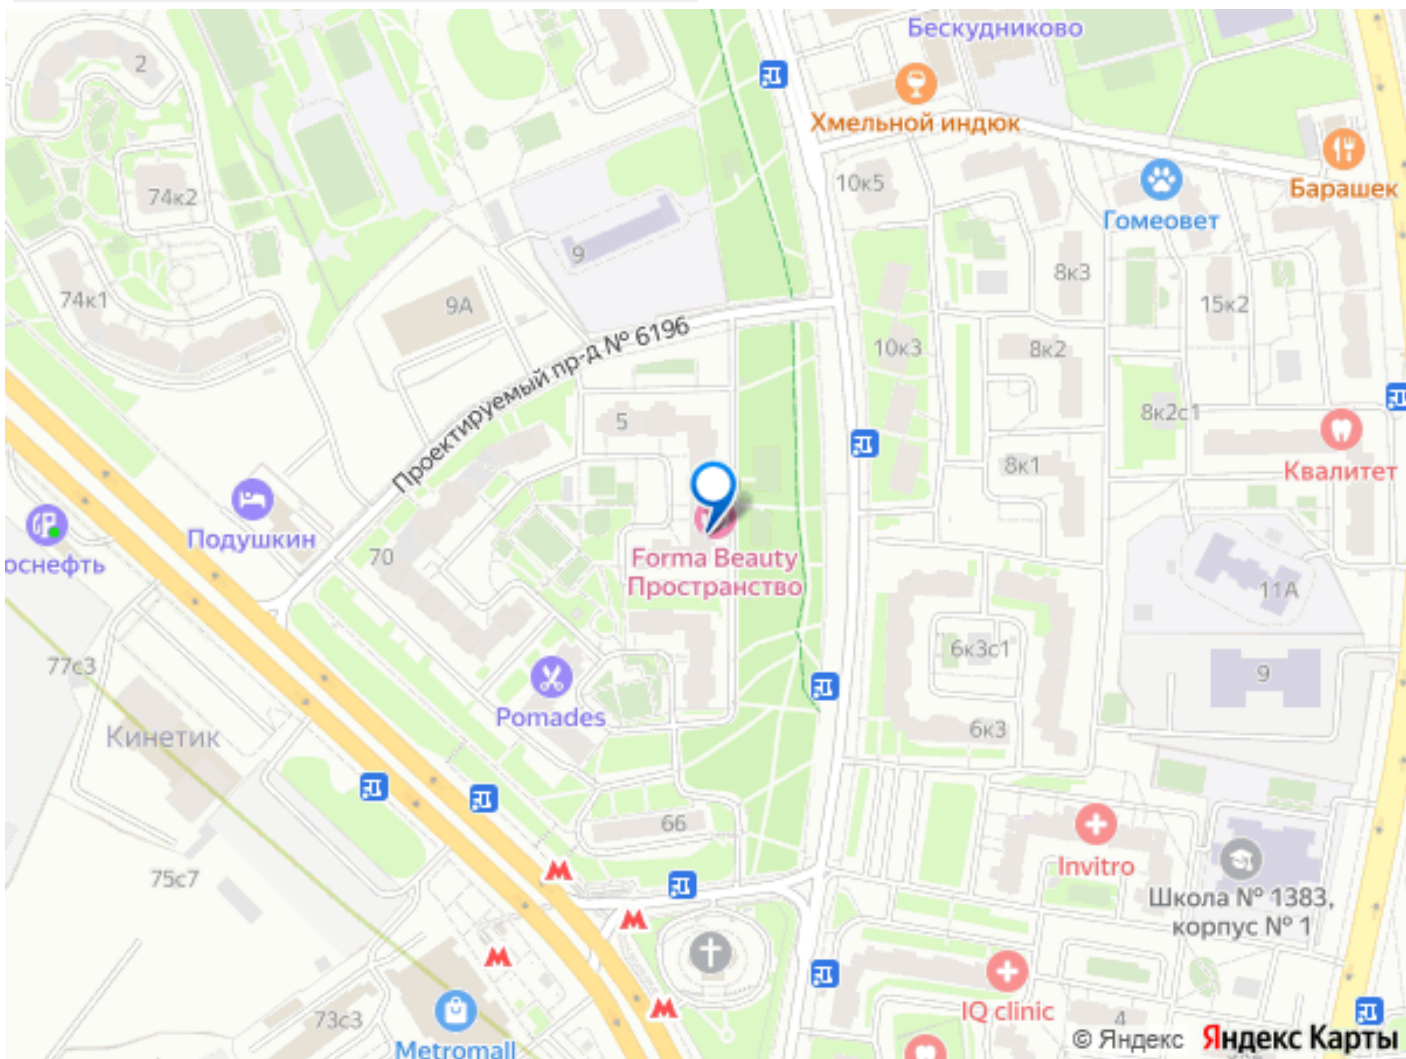 Бескудниково
2
Хмельной индюк
Барашек
74к2
10к5
Гомеовет
9
8к3
74к1
9А
15к2
Проектируемый пр-д № 6196
10к3
8к2
5
8к2с1
8к1
Квалитет
Подушкин
оснефть
70
Forma Beauty
Пространство
11А
77с3
6к3с1
9
Pomades
Кинетик
6к3
66
Invitro
75с7
Школа № 1383,
корпус № 1
IQ clinic
73с3
4
Metromall
© Яндекс Яндекс Карты